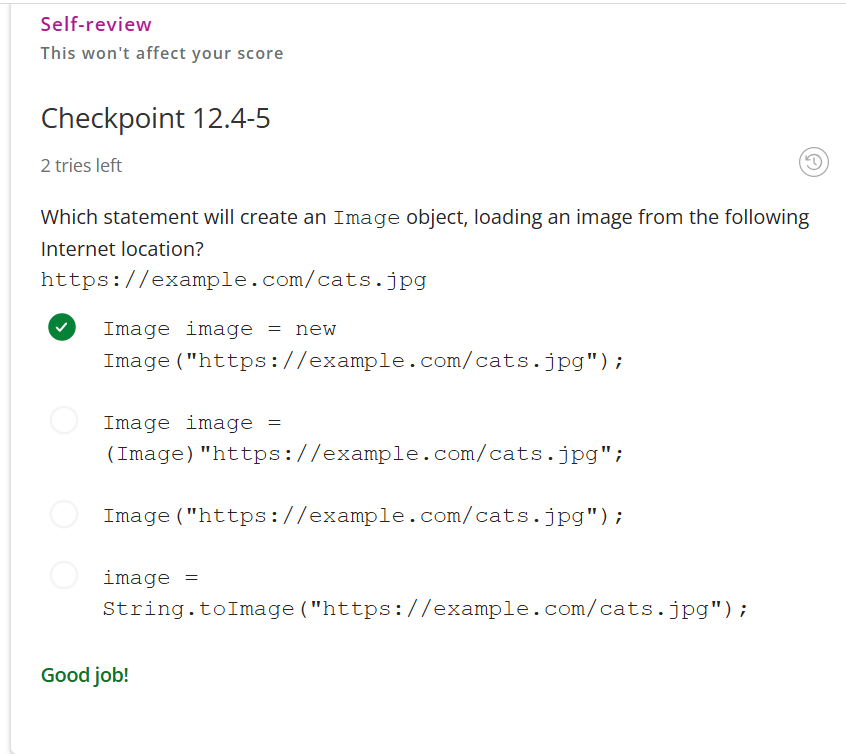 Self-review
This won't affect your score
Checkpoint 12.4-5
2 tries left
Which statement will create an Image object, loading an image from the following
Internet location?
https://example.com/cats.jpg
Image image = new
Image("https://example.com/cats.jpg");
Image image =
(Image)"https://example.com/cats.jpg";
Image("https://example.com/cats.jpg");
image =
String.toImage("https://example.com/cats.jpg");
Good job!